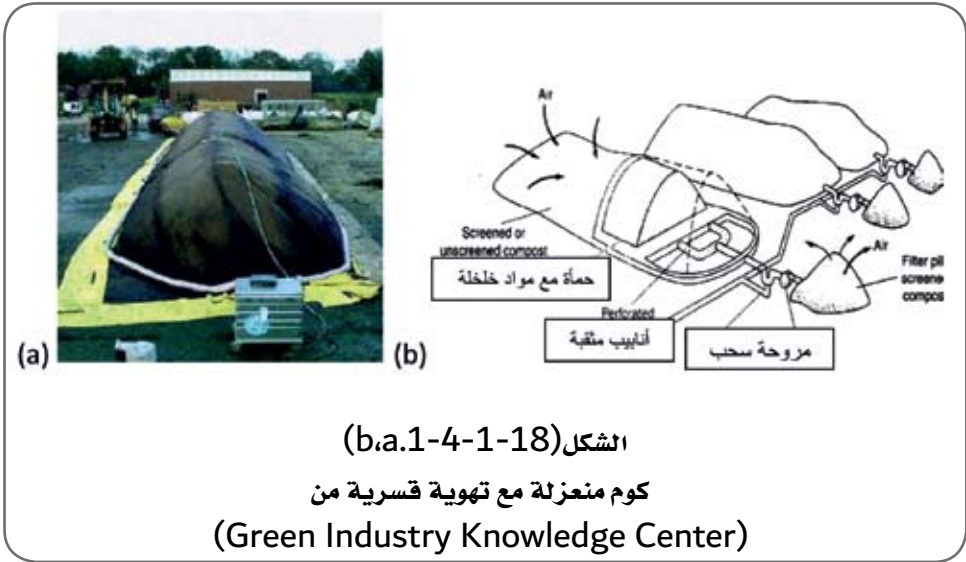 Air
Screened or
unscreened compost
حمأة مع مواد خلخلة
Perforated
أنابيب مثقبة
مروحة سحب
Air
Filter pil
screene
compos
(a)
(b)
الشكل(18-1-4-1.b،a)
كوم منعزلة مع تهوية قسرية من
(Green Industry Knowledge Center)